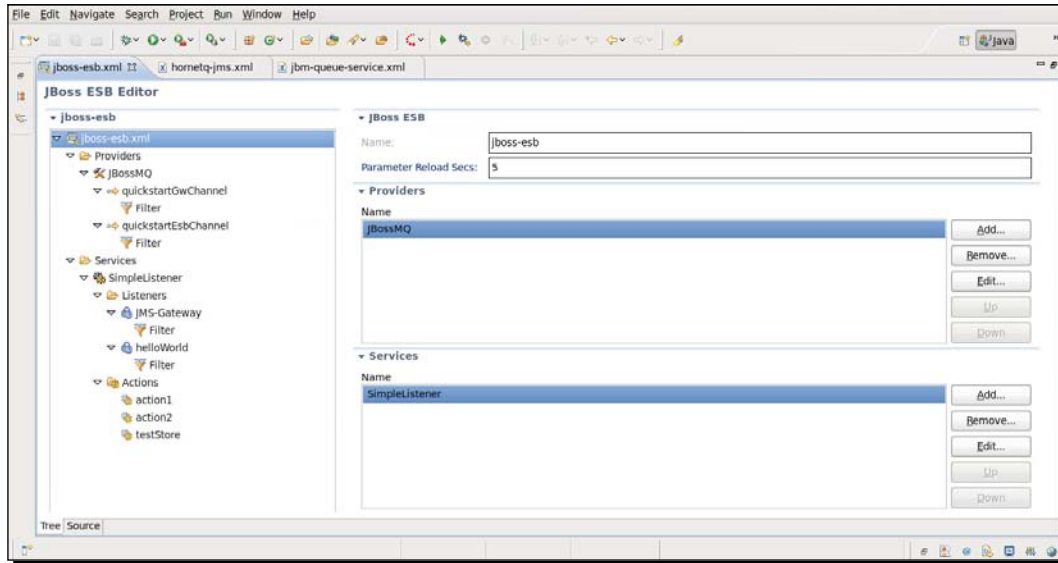 File Edit Navigate Search Project Run Window Help
Java
jboss-esb.xml
hornetq-jms.xml
jbm-queue-service.xml
JBoss ESB Editor
jboss-esb
jboss-esb.xml
Providers
JBossMQ
quickstartGwChannel
Filter
quickstartEsbChannel
Filter
Services
SimpleListener
Listeners
JMS-Gateway
Filter
helloWorld
Filter
Actions
action1
action2
testStore
JBoss ESB
Name:
jboss-esb
Parameter Reload Secs:
5
Providers
Name
JBossMQ
Add...
Remove...
Edit...
Up
Down
Services
Name
SimpleListener
Add...
Remove...
Edit...
Up
Down
Tree Source